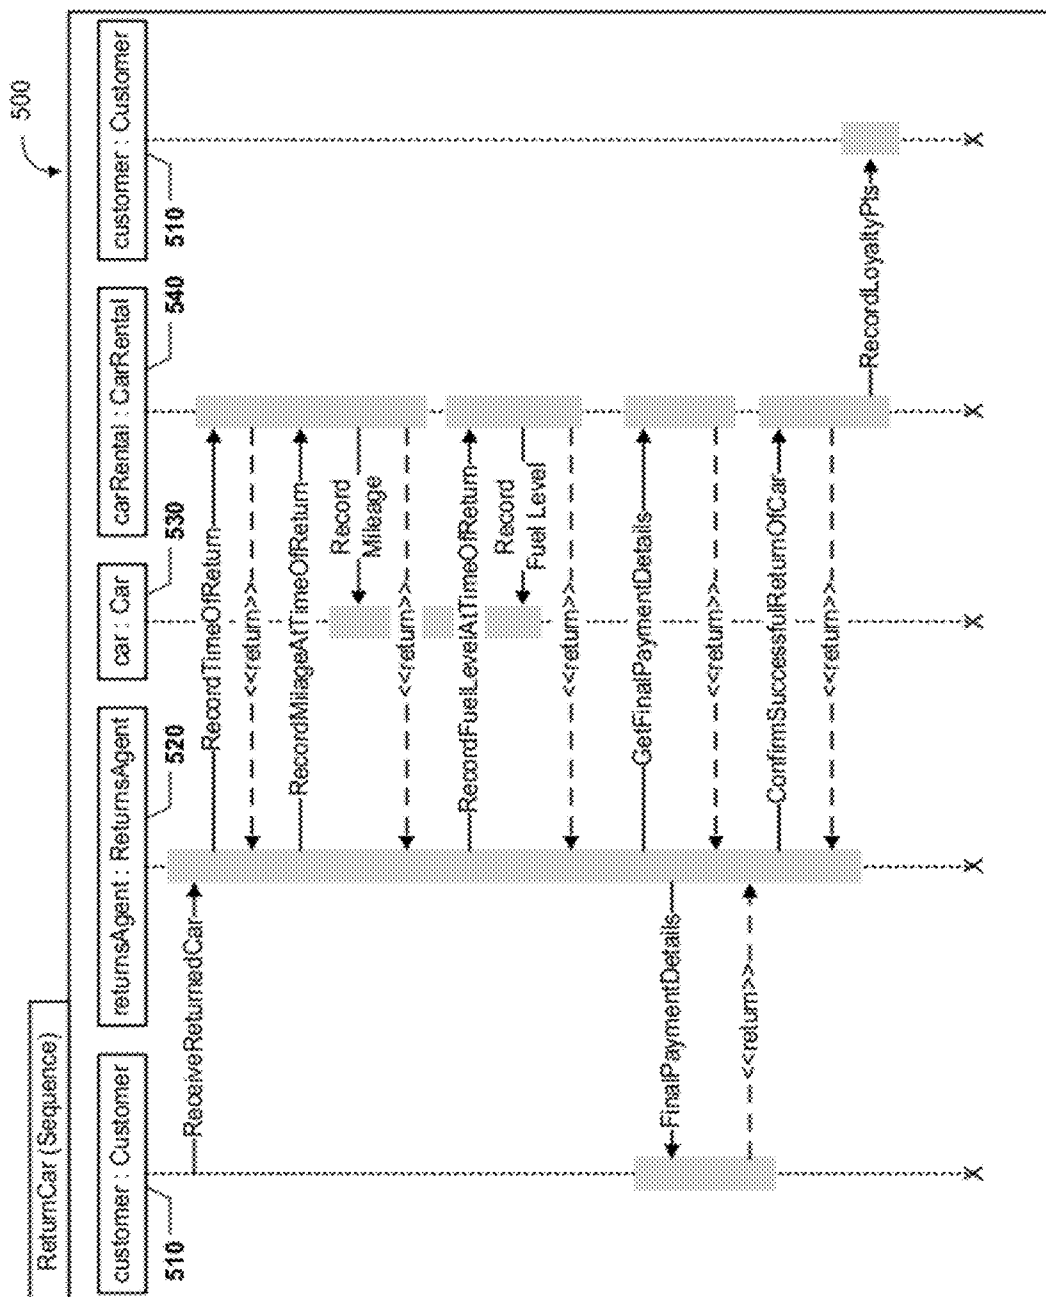 500
ReturnCar (Sequence)
customer : Customer
returnsAgent : ReturnsAgent
car : Car
carRental : CarRental
customer : Customer
510
520
530
540
510
ReceiveReturnedCar
RecordTimeOfReturn
<<return>>
RecordMilageAtTimeOfReturn
Record
Mileage
<<return>>
RecordFuelLevelAtTimeOfReturn
Record
Fuel Level
<<return>>
GetFinalPaymentDetails
FinalPaymentDetails
<<return>>
<<return>>
ConfirmSuccessfulReturnOfCar
<<return>>
RecordLoyaltyPts
X
X
X
X
X